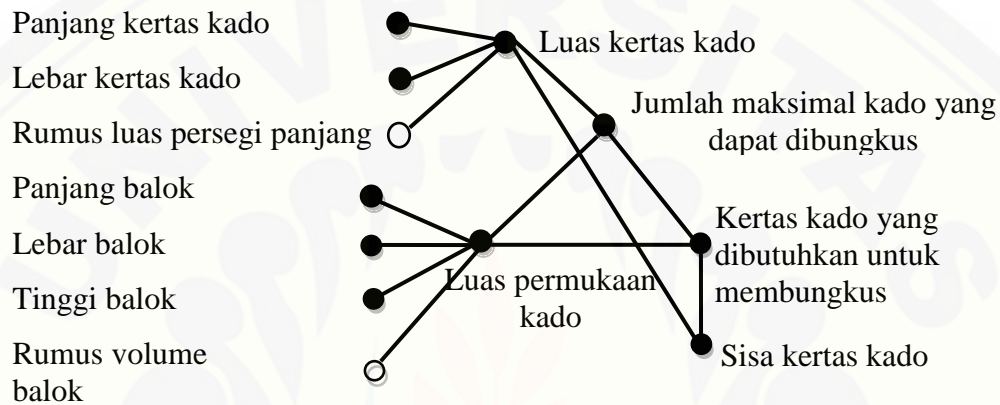 Panjang kertas kado
Lebar kertas kado
Rumus luas persegi panjang
Panjang balok
Lebar balok
Tinggi balok
Rumus volume
balok
Luas kertas kado
Jumlah maksimal kado yang
dapat dibungkus
Luas permukaan
kado
Kertas kado yang
dibutuhkan untuk
membungkus
Sisa kertas kado
UNIVERSITAS